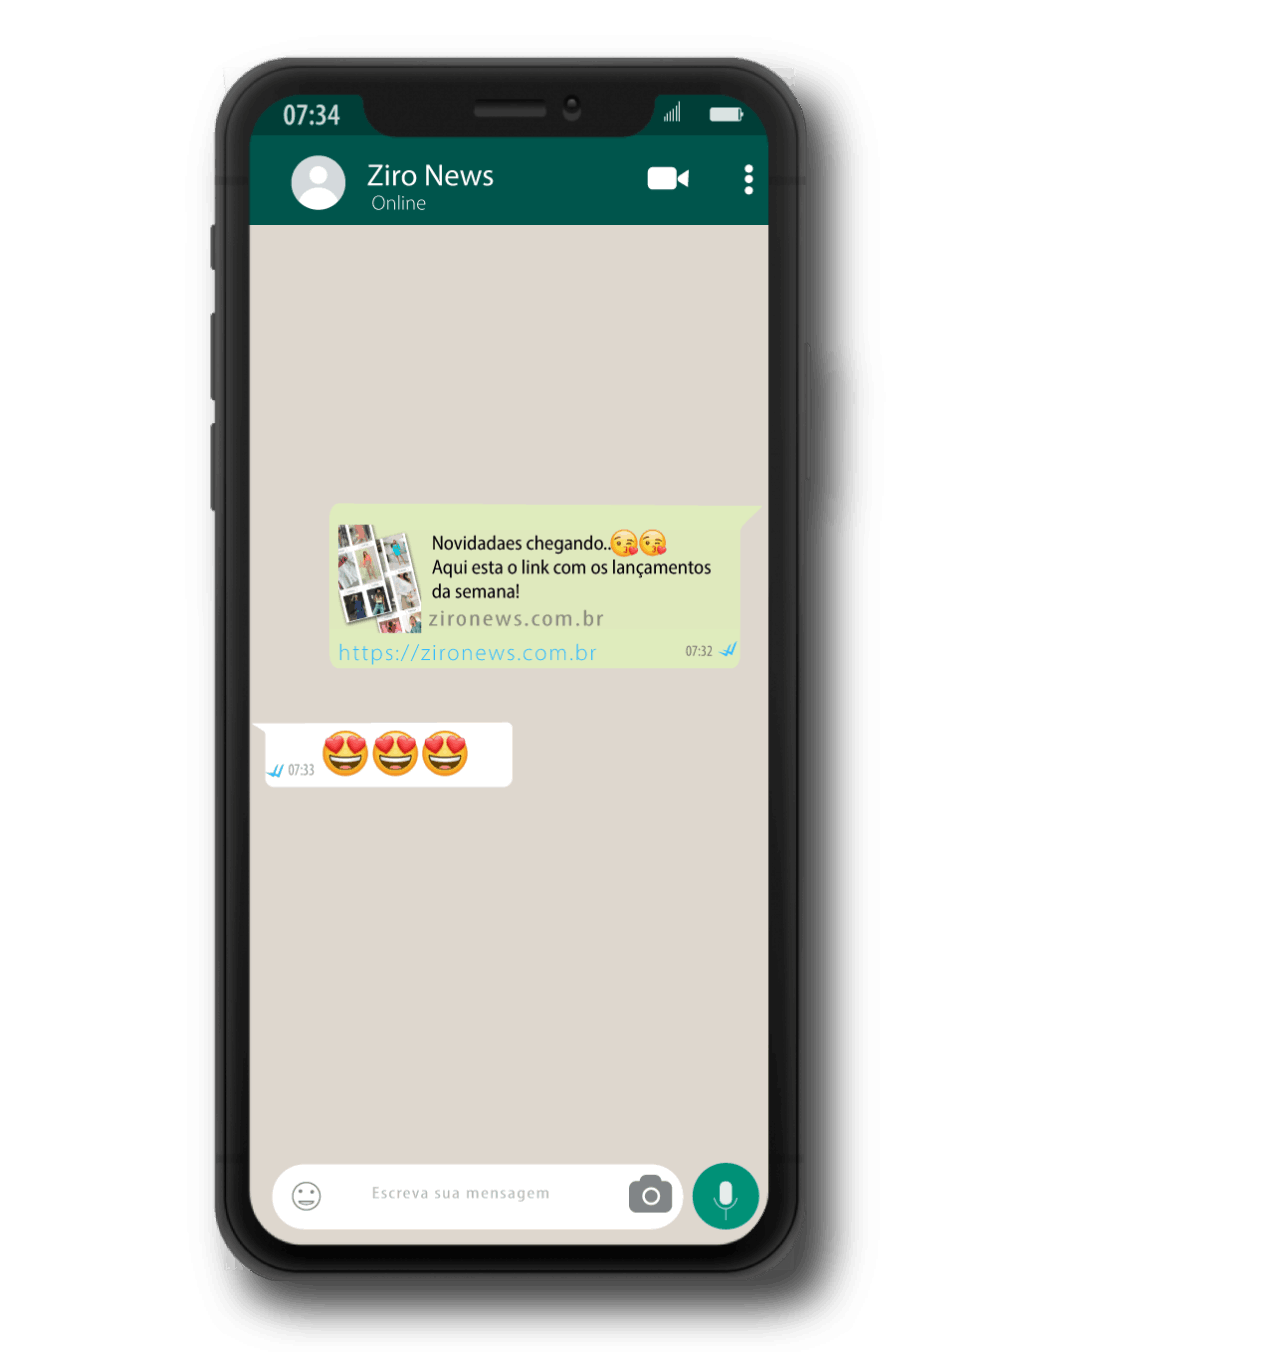 07:34
Ziro News
Online
Novidadaes chegando..😘😘
Aqui esta o link com os lançamentos
da semana!
zironews.com.br
https://zironews.com.br
07:32
07:33 😍😍😍
Escreva sua mensagem